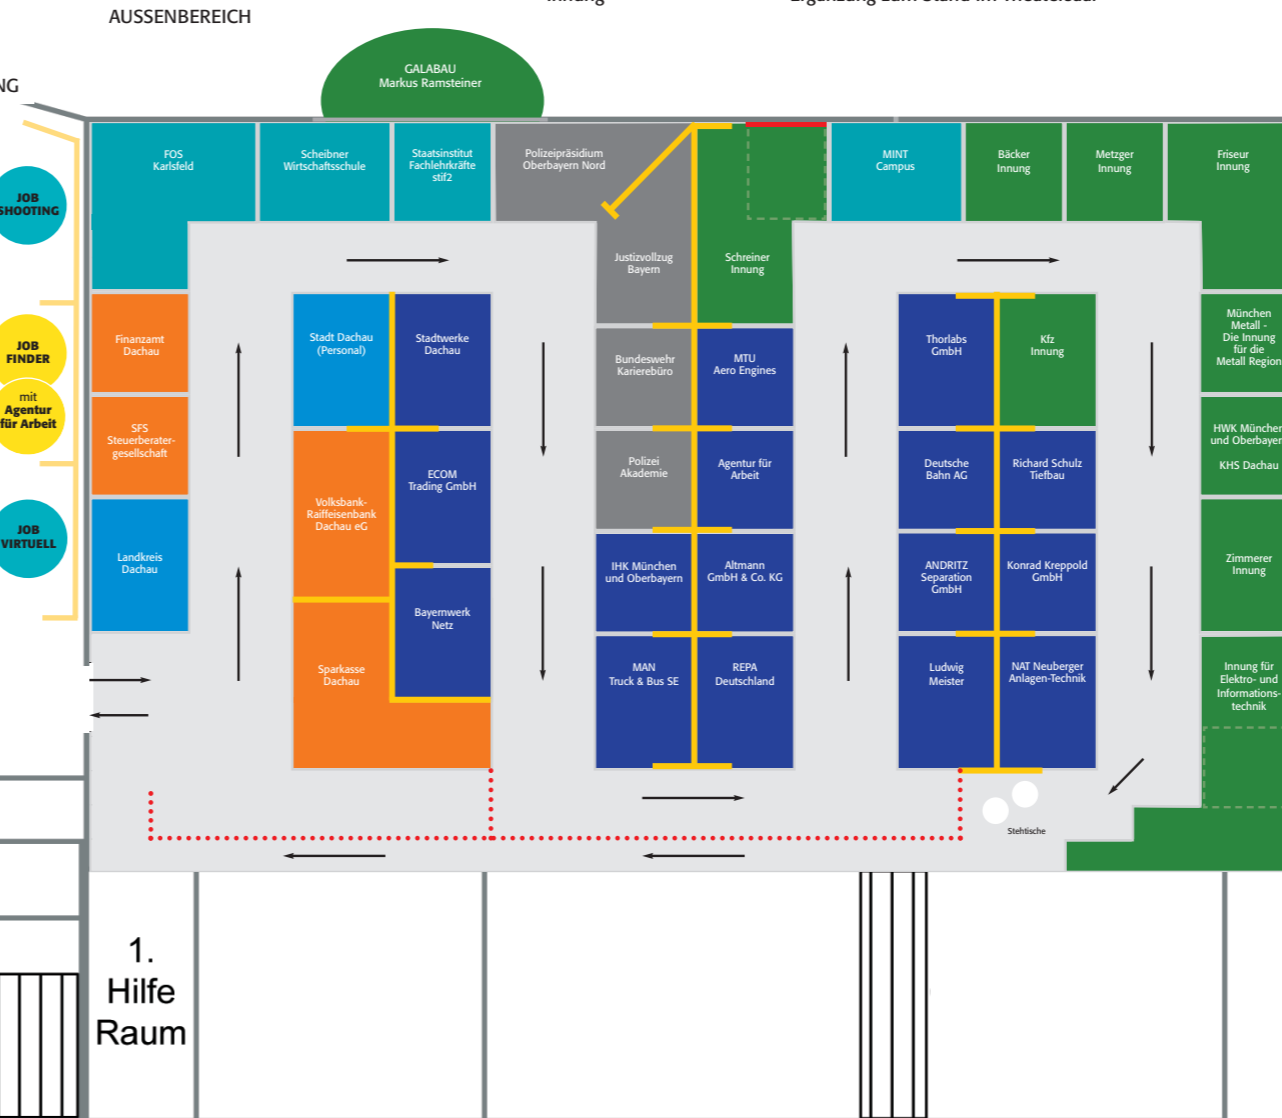 AUSSENBEREICH
GALABAU
Markus Ramsteiner
FOS
Karlsfeld
Scheibner
Wirtschaftsschule
Staatsinstitut
Fachlehrkräfte
stif2
Polizeipräsidium
Oberbayern Nord
MINT
Campus
Bäcker
Innung
Metzger
Innung
Friseur
Innung
JOB
SHOOTING
Justizvollzug
Bayern
Schreiner
Innung
JOB
FINDER
mit
Agentur
für Arbeit
JOB
VIRTUELL
Finanzamt
Dachau
SFS
Steuerberater-
gesellschaft
Landkreis
Dachau
Stadt Dachau
(Personal)
Stadtwerke
Dachau
Volksbank-
Raiffeisenbank
Dachau eG
ECOM
Trading GmbH
Bayernwerk
Netz
Sparkasse
Dachau
Bundeswehr
Karierebüro
MTU
Aero Engines
Polizei
Akademie
Agentur für
Arbeit
IHK München
und Oberbayern
Altmann
GmbH & Co. KG
MAN
Truck & Bus SE
REPA
Deutschland
Thorlabs
GmbH
Kfz
Innung
Deutsche
Bahn AG
Richard Schulz
Tiefbau
ANDRITZ
Separation
GmbH
Konrad Kreppold
GmbH
Ludwig
Meister
NAT Neuberger
Anlagen-Technik
München
Metall -
Die Innung
für die
Metall Region
HWK München
und Oberbayer
KHS Dachau
Zimmerer
Innung
Innung für
Elektro- und
Informations-
technik
Stehtische
1.
Hilfe
Raum